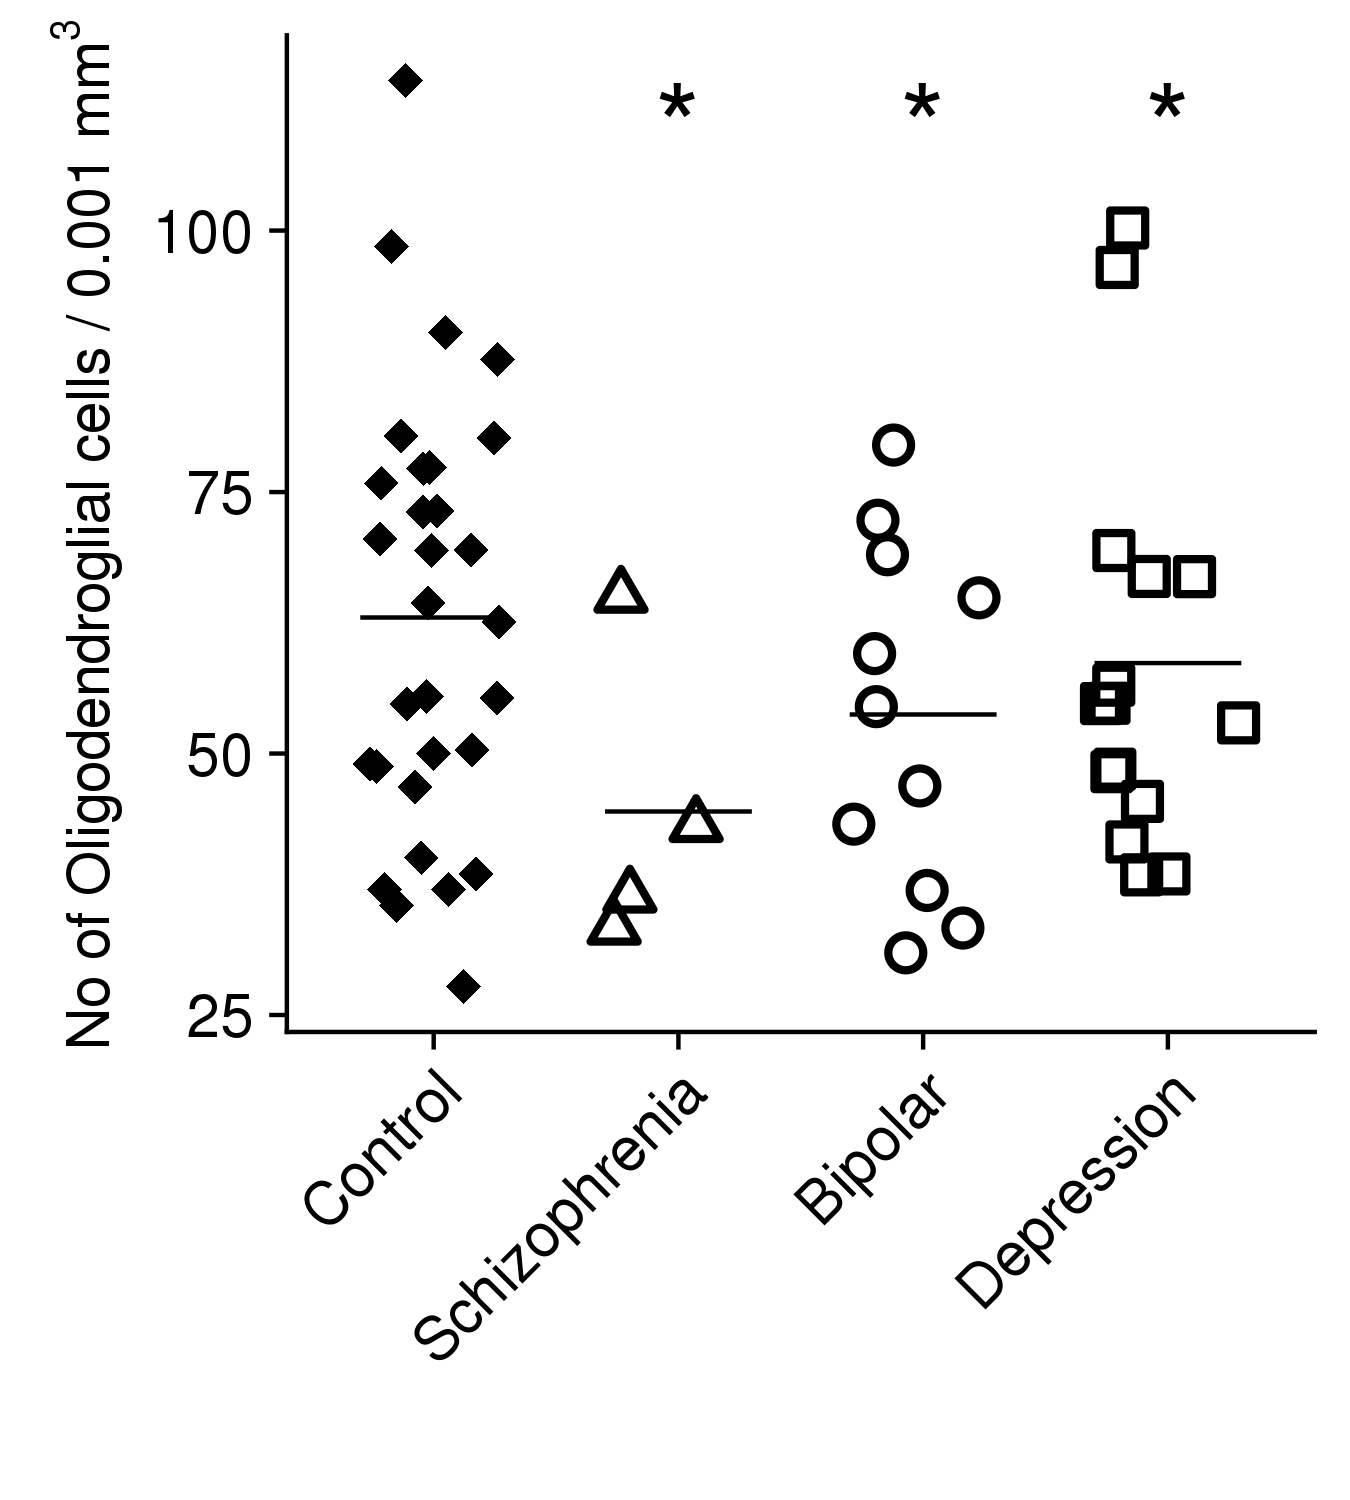 No of Oligodendroglial cells / 0.001 mm³
* * *
100
75
50
25
Control
Schizophrenia
Bipolar
Depression